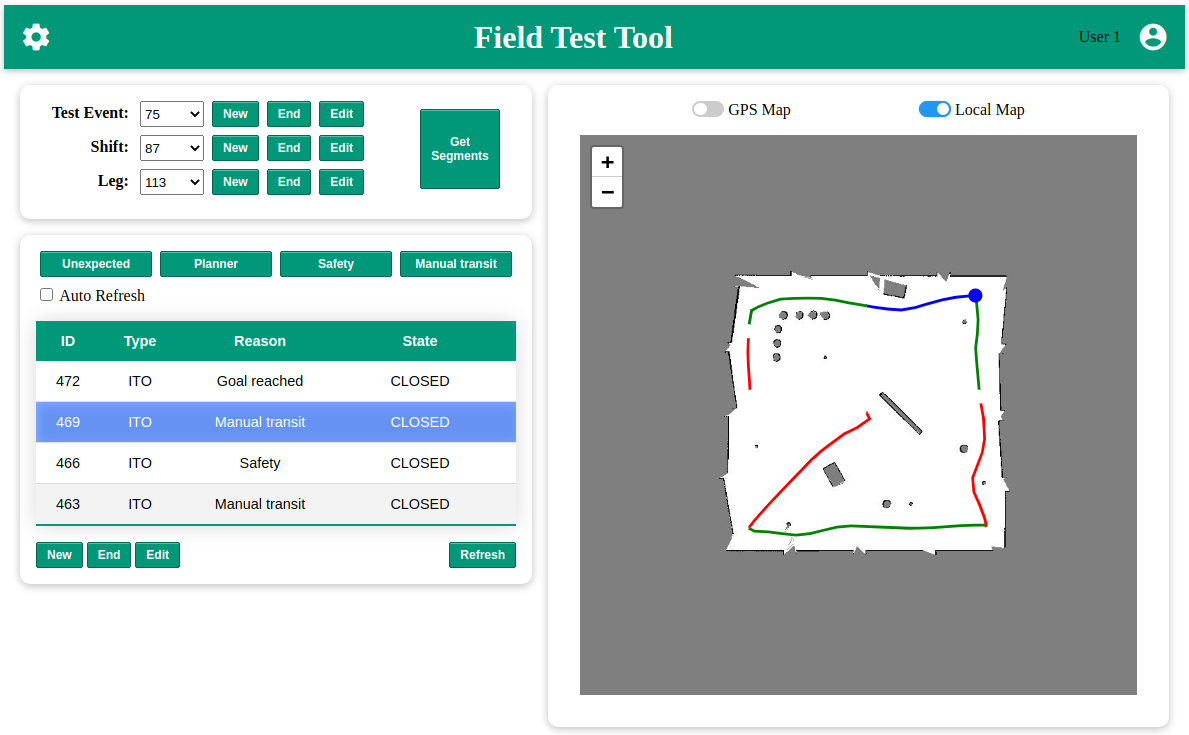 Field Test Tool
User 1
Test Event: 75 New End Edit
Shift: 87 New End Edit
Leg: 113 New End Edit
Get
Segments
Unexpected Planner Safety Manual transit
Auto Refresh
ID Type Reason State
472 ITO Goal reached CLOSED
469 ITO Manual transit CLOSED
466 ITO Safety CLOSED
463 ITO Manual transit CLOSED
New End Edit Refresh
GPS Map Local Map
+
−